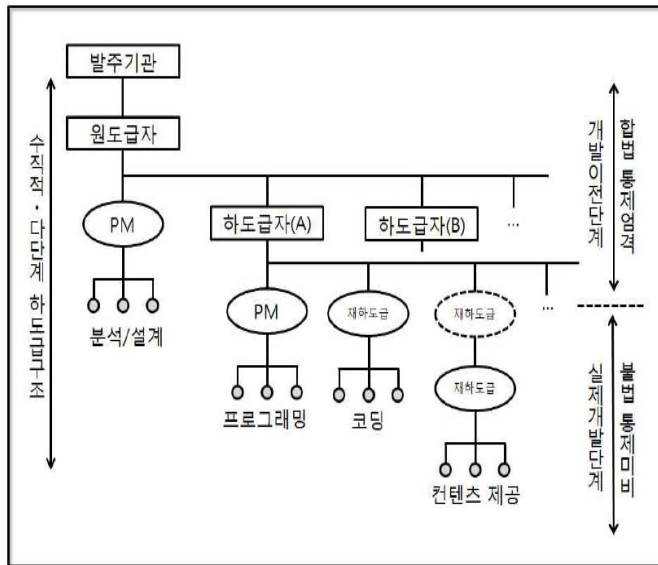 발주기관
원도급자
수직적·다단계 하도급구조
개발이전단계
합법 통제엄격
PM
하도급자(A)
하도급자(B)
...
PM
재하도급
재하도급
...
분석/설계
재하도급
프로그래밍
코딩
컨텐츠 제공
실제개발단계
불법 통제미비